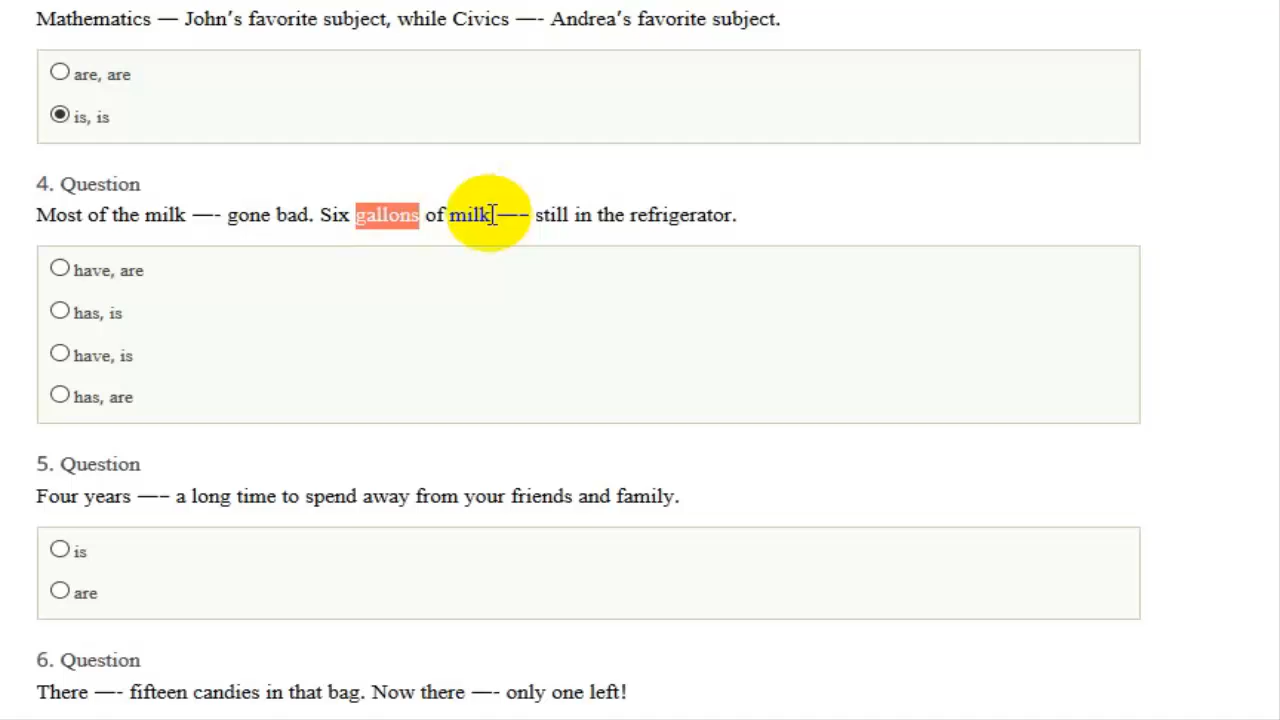 Mathematics — John’s favorite subject, while Civics —- Andrea’s favorite subject.
are, are
is, is
4. Question
Most of the milk —- gone bad. Six gallons of milk —– still in the refrigerator.
have, are
has, is
have, is
has, are
5. Question
Four years —– a long time to spend away from your friends and family.
is
are
6. Question
There —- fifteen candies in that bag. Now there —- only one left!